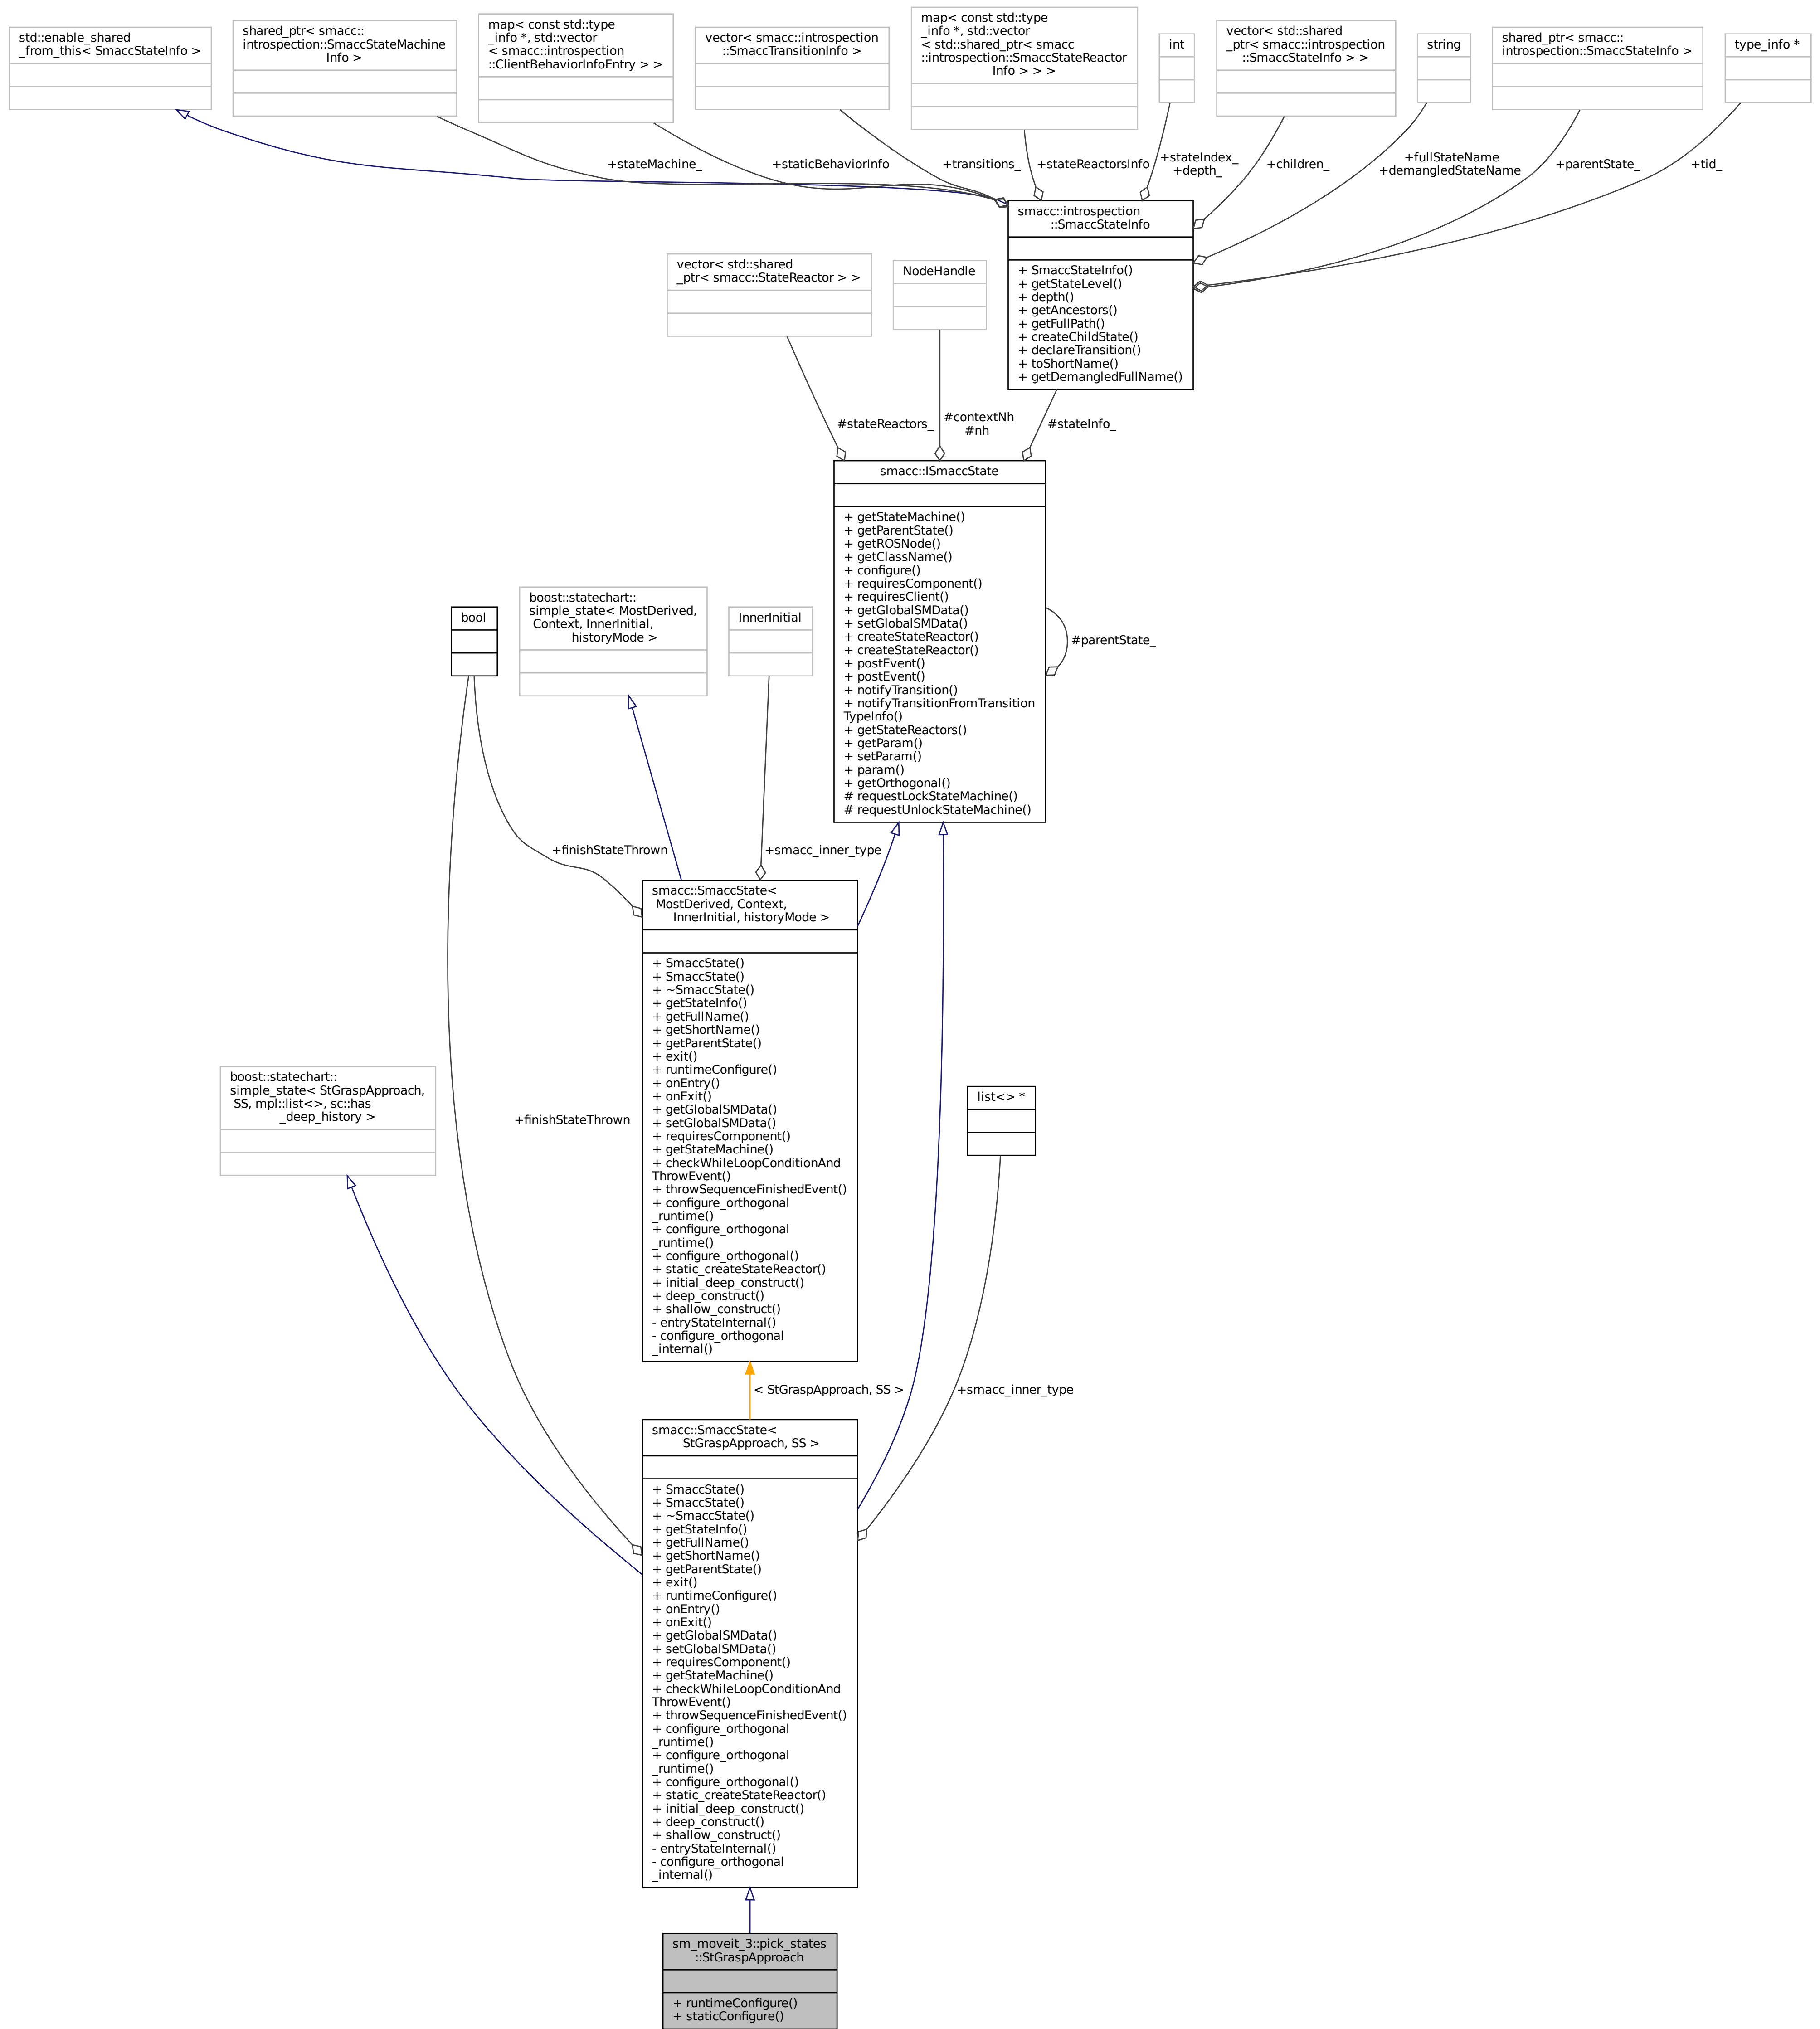 std::enable_shared
_from_this< SmaccStateInfo >
shared_ptr< smacc::
introspection::SmaccStateMachine
Info >
map< const std::type
_info *, std::vector
< smacc::introspection
::ClientBehaviorInfoEntry > >
vector< smacc::introspection
::SmaccTransitionInfo >
map< const std::type
_info *, std::vector
< std::shared_ptr< smacc
::introspection::SmaccStateReactor
Info > > >
int
vector< std::shared
_ptr< smacc::introspection
::SmaccStateInfo > >
string
shared_ptr< smacc::
introspection::SmaccStateInfo >
type_info *
+stateMachine_
+staticBehaviorInfo
+transitions_
+stateReactorsInfo
+stateIndex_
+depth_
+children_
+fullStateName
+demangledStateName
+parentState_
+tid_
smacc::introspection
::SmaccStateInfo
+ SmaccStateInfo()
+ getStateLevel()
+ depth()
+ getAncestors()
+ getFullPath()
+ createChildState()
+ declareTransition()
+ toShortName()
+ getDemangledFullName()
vector< std::shared
_ptr< smacc::StateReactor > >
NodeHandle
#stateReactors_
#contextNh
#nh
#stateInfo_
smacc::ISmaccState
+ getStateMachine()
+ getParentState()
+ getROSNode()
+ getClassName()
+ configure()
+ requiresComponent()
+ requiresClient()
+ getGlobalSMData()
+ setGlobalSMData()
+ createStateReactor()
+ createStateReactor()
+ postEvent()
+ postEvent()
+ notifyTransition()
+ notifyTransitionFromTransition
TypeInfo()
+ getStateReactors()
+ getParam()
+ setParam()
+ param()
+ getOrthogonal()
# requestLockStateMachine()
# requestUnlockStateMachine()
#parentState_
bool
boost::statechart::
simple_state< MostDerived,
Context, InnerInitial,
historyMode >
InnerInitial
+finishStateThrown
+smacc_inner_type
smacc::SmaccState<
MostDerived, Context,
InnerInitial, historyMode >
+ SmaccState()
+ SmaccState()
+ ~SmaccState()
+ getStateInfo()
+ getFullName()
+ getShortName()
+ getParentState()
+ exit()
+ runtimeConfigure()
+ onEntry()
+ onExit()
+ getGlobalSMData()
+ setGlobalSMData()
+ requiresComponent()
+ getStateMachine()
+ checkWhileLoopConditionAnd
ThrowEvent()
+ throwSequenceFinishedEvent()
+ configure_orthogonal
_runtime()
+ configure_orthogonal
_runtime()
+ configure_orthogonal()
+ static_createStateReactor()
+ initial_deep_construct()
+ deep_construct()
+ shallow_construct()
- entryStateInternal()
- configure_orthogonal
_internal()
boost::statechart::
simple_state< StGraspApproach,
SS, mpl::list<>, sc::has
_deep_history >
+finishStateThrown
list<> *
< StGraspApproach, SS >
+smacc_inner_type
smacc::SmaccState<
StGraspApproach, SS >
+ SmaccState()
+ SmaccState()
+ ~SmaccState()
+ getStateInfo()
+ getFullName()
+ getShortName()
+ getParentState()
+ exit()
+ runtimeConfigure()
+ onEntry()
+ onExit()
+ getGlobalSMData()
+ setGlobalSMData()
+ requiresComponent()
+ getStateMachine()
+ checkWhileLoopConditionAnd
ThrowEvent()
+ throwSequenceFinishedEvent()
+ configure_orthogonal
_runtime()
+ configure_orthogonal
_runtime()
+ configure_orthogonal()
+ static_createStateReactor()
+ initial_deep_construct()
+ deep_construct()
+ shallow_construct()
- entryStateInternal()
- configure_orthogonal
_internal()
sm_moveit_3::pick_states
::StGraspApproach
+ runtimeConfigure()
+ staticConfigure()